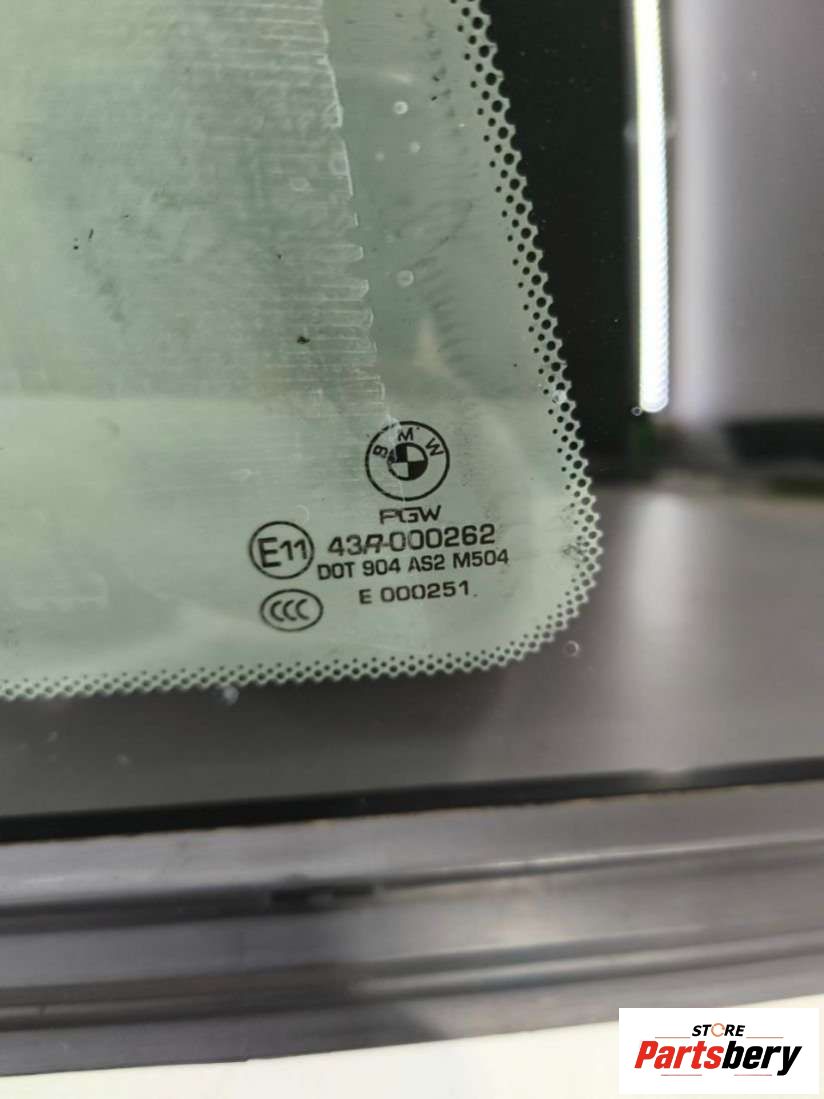 BMW
PGW
E11 43R-000262
DOT 904 AS2 M504
CCC E 000251
STORE
Partsbery